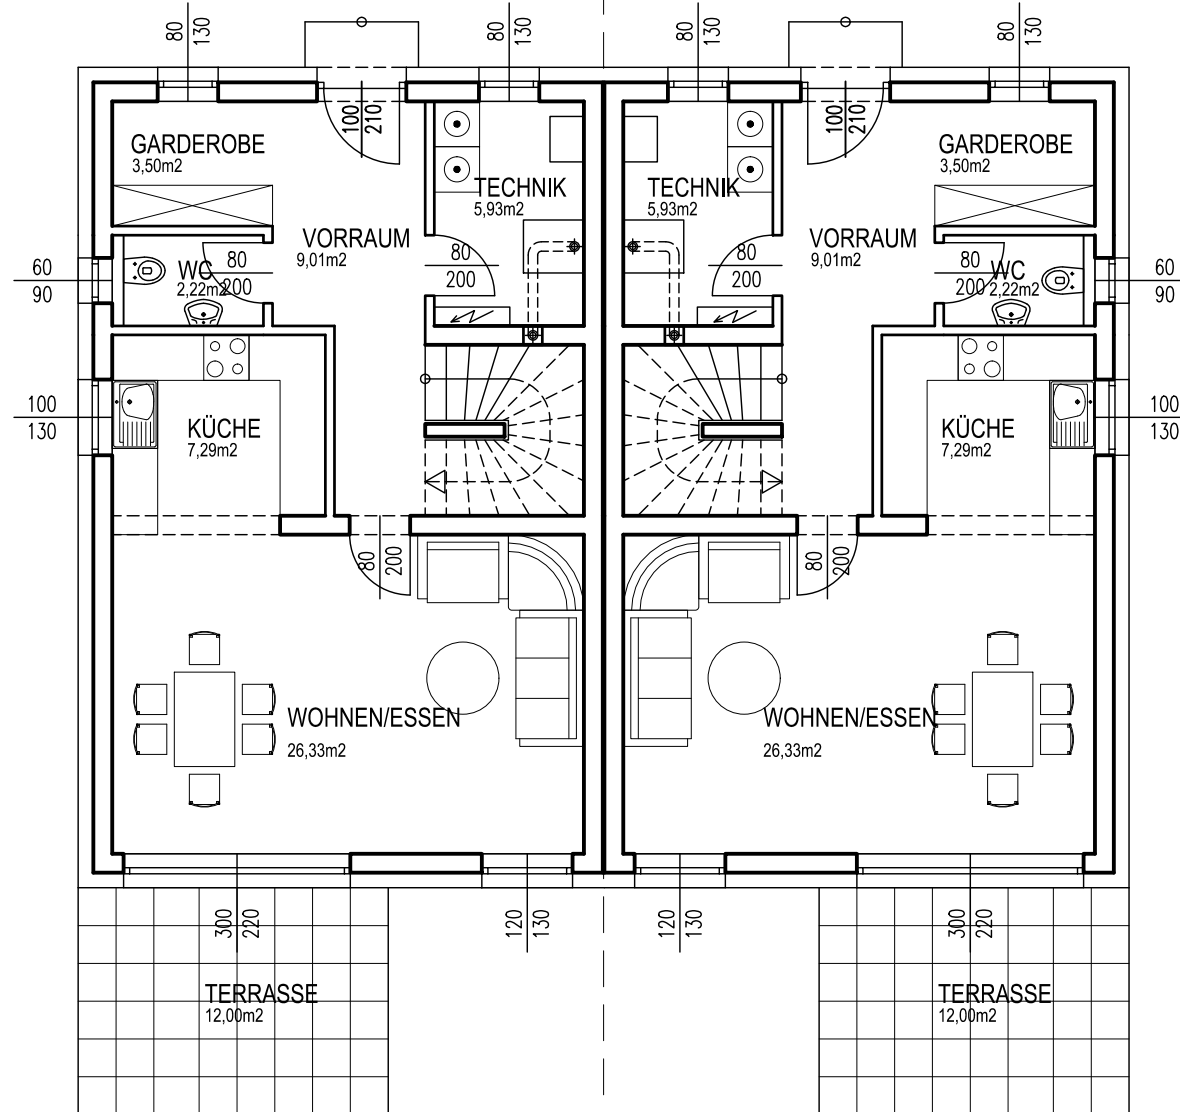 80
130
80
130
80
130
80
130
100
210
100
210
GARDEROBE
3,50m2
TECHNIK
5,93m2
TECHNIK
5,93m2
GARDEROBE
3,50m2
VORRAUM
9,01m2
VORRAUM
9,01m2
60
90
WC
2,22m2
80
200
80
200
80
200
80
200
WC
2,22m2
60
90
100
130
KÜCHE
7,29m2
KÜCHE
7,29m2
100
130
80
200
80
200
WOHNEN/ESSEN
26,33m2
WOHNEN/ESSEN
26,33m2
300
220
120
130
120
130
300
220
TERRASSE
12,00m2
TERRASSE
12,00m2